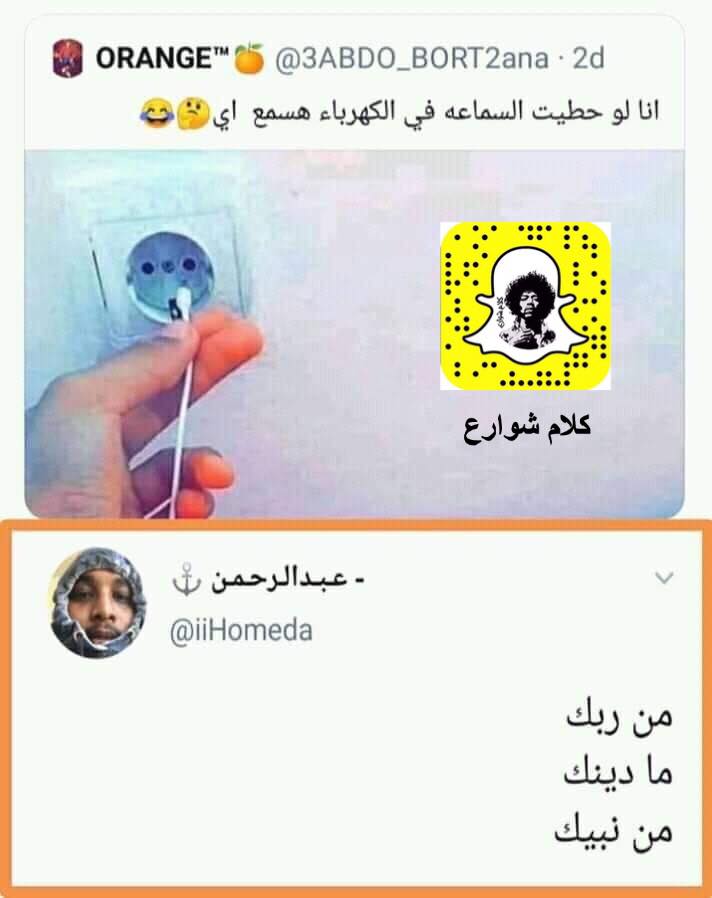 ORANGE™🍊 @3ABDO_BORT2ana · 2d
انا لو حطيت السماعه في الكهرباء هسمع اي🤔😂
كلام شوارع
- عبدالرحمن ⚓
@iiHomeda
من ربك
ما دينك
من نبيك